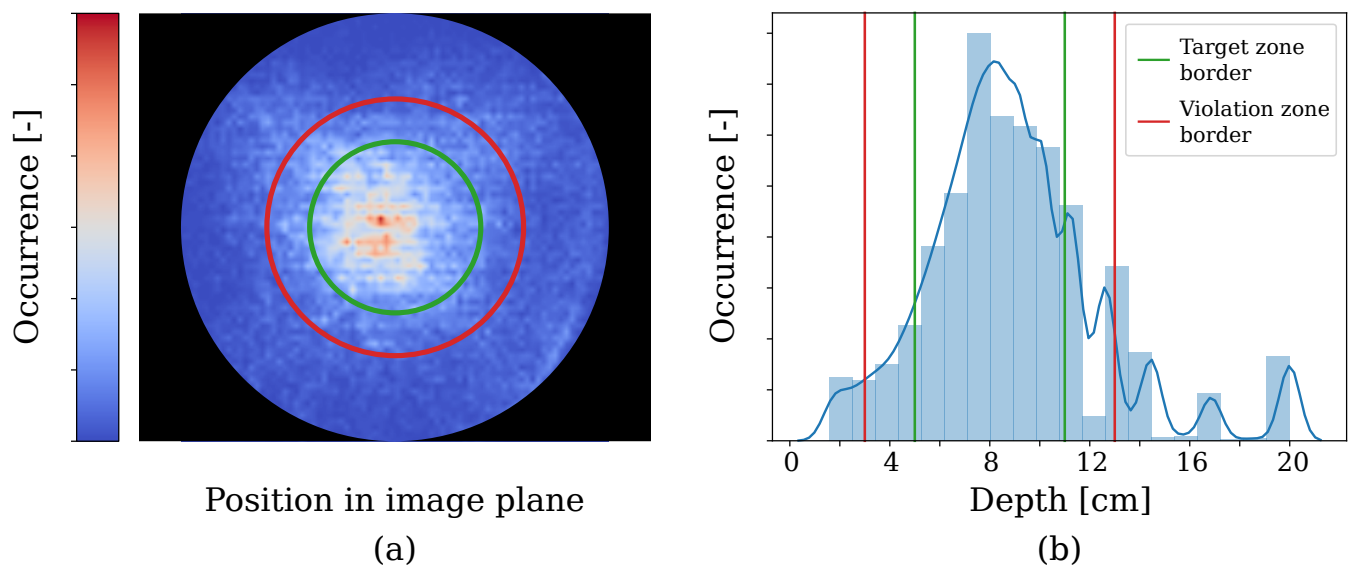 Occurrence [-]
Position in image plane
(a)
Occurrence [-]
Target zone
border
Violation zone
border
0 4 8 12 16 20
Depth [cm]
(b)